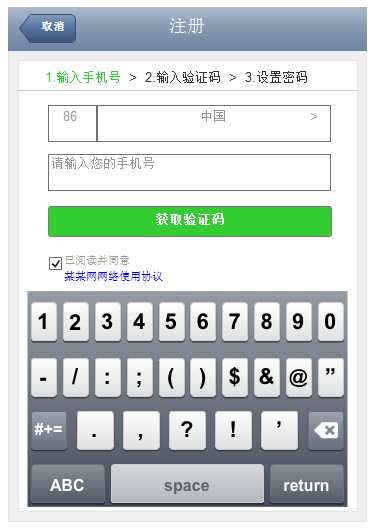 取消 注册
1.输入手机号 > 2.输入验证码 > 3.设置密码
86 中国 >
请输入您的手机号
获取验证码
已阅读并同意
某某网网络使用协议
1 2 3 4 5 6 7 8 9 0
- / : ; ( ) $ & @ ”
#+= . , ? ! ’
ABC space return